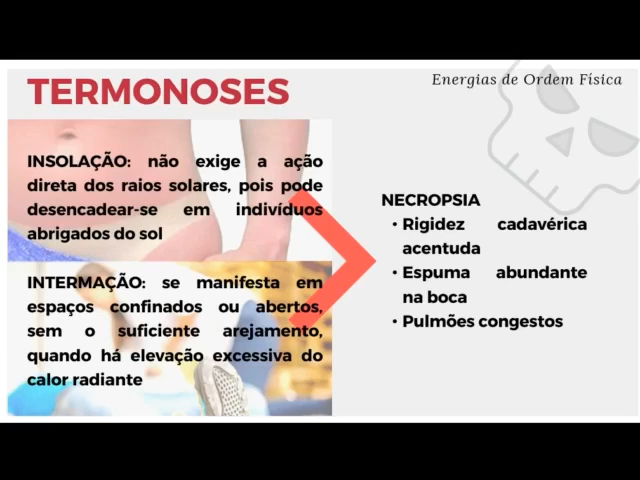 Energias de Ordem Física
TERMONOSES
INSOLAÇÃO: não exige a ação
direta dos raios solares, pois pode
desencadear-se em indivíduos
abrigados do sol
INTERMAÇÃO: se manifesta em
espaços confinados ou abertos,
sem o suficiente arejamento,
quando há elevação excessiva do
calor radiante
NECROPSIA
• Rigidez cadavérica
acentuda
• Espuma abundante
na boca
• Pulmões congestos